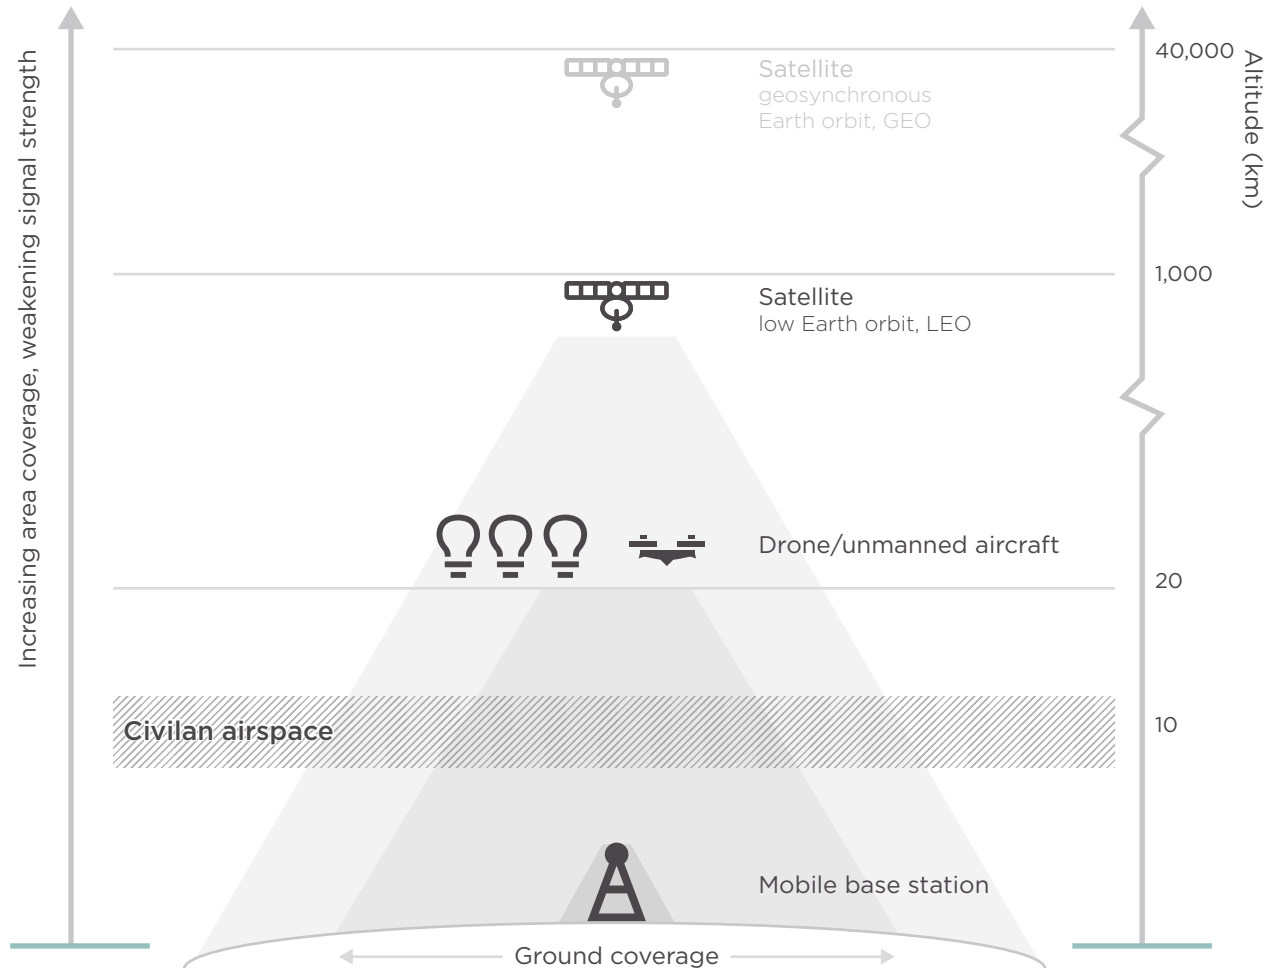 Increasing area coverage, weakening signal strength
40,000
Altitude (km)
Satellite
geosynchronous
Earth orbit, GEO
1,000
Satellite
low Earth orbit, LEO
Drone/unmanned aircraft
20
Civilan airspace
10
Mobile base station
Ground coverage